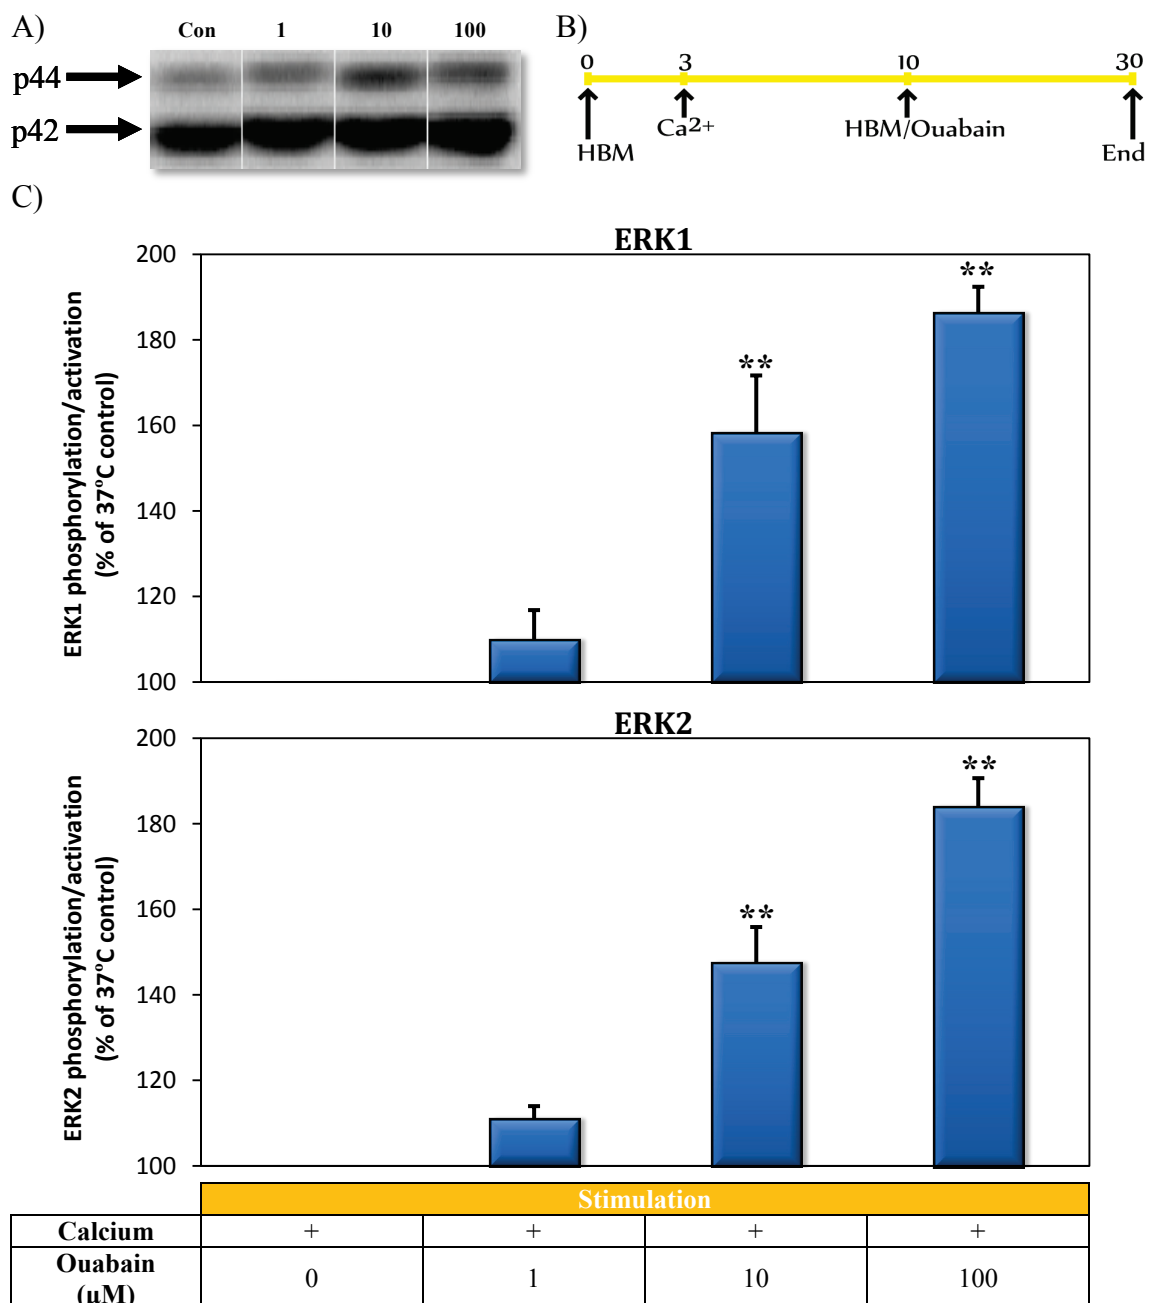 A)
Con 1 10 100
p44
p42
B)
0 3 10 30
Ca2+
HBM/Ouabain
HBM
End
C)
ERK1
200
180
160
140
120
100
ERK1 phosphorylation/activation
(% of 37°C control)
**
**
ERK2
200
180
160
140
120
100
ERK2 phosphorylation/activation
(% of 37°C control)
**
**
Stimulation
Calcium + + + +
Ouabain
(µM) 0 1 10 100